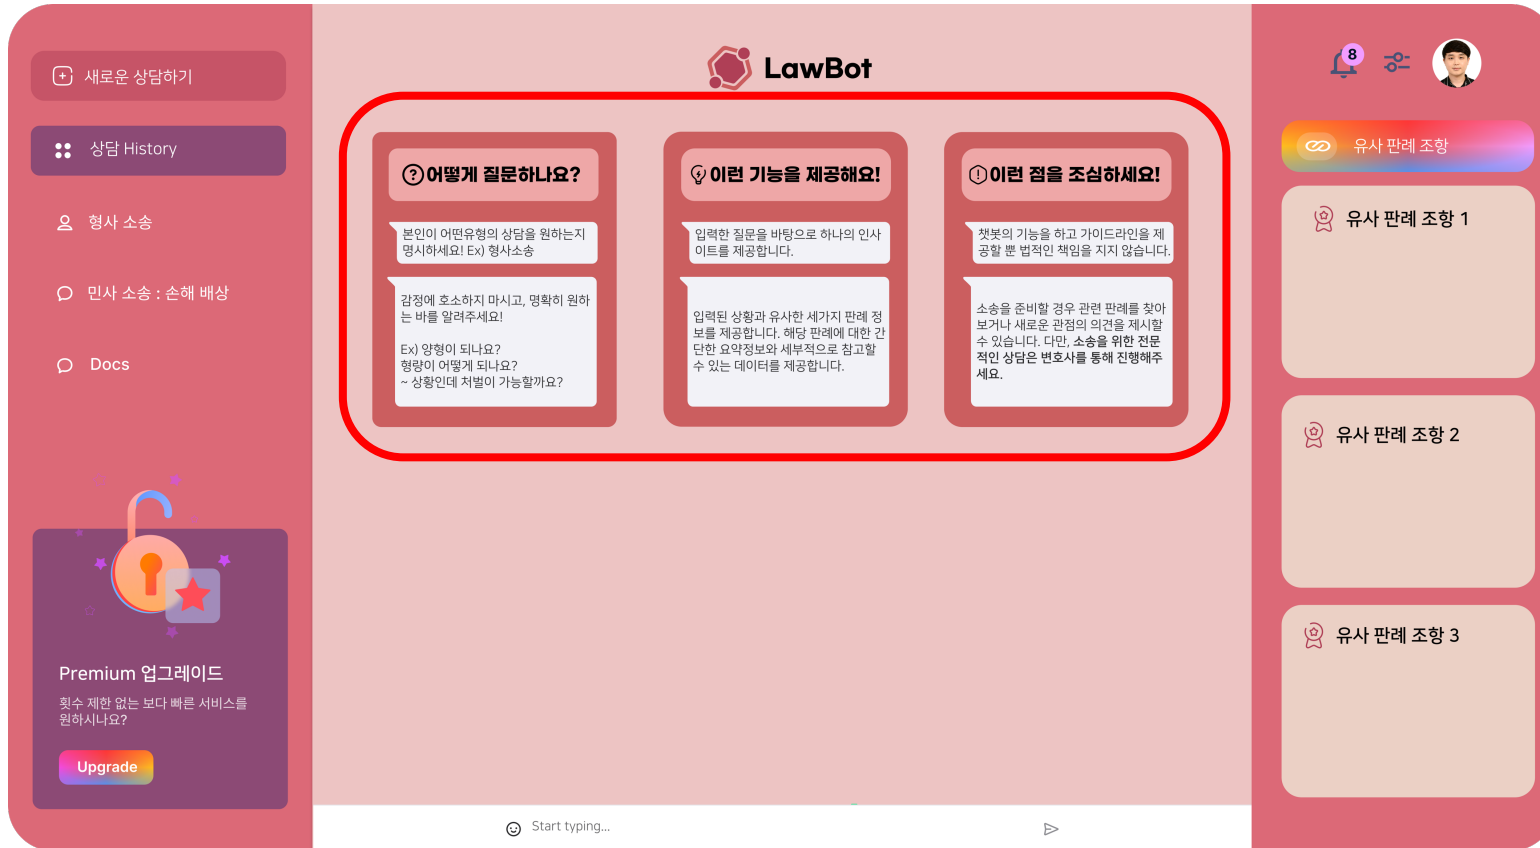 새로운 상담하기
상담 History
형사 소송
민사 소송 : 손해 배상
Docs
Premium 업그레이드
횟수 제한 없는 보다 빠른 서비스를
원하시나요?
Upgrade
LawBot
어떻게 질문하나요?
본인이 어떤유형의 상담을 원하는지
명시하세요! Ex) 형사소송
감정에 호소하지 마시고, 명확히 원하
는 바를 알려주세요!
Ex) 양형이 되나요?
형량이 어떻게 되나요?
~ 상황인데 처벌이 가능할까요?
이런 기능을 제공해요!
입력한 질문을 바탕으로 하나의 인사
이트를 제공합니다.
입력된 상황과 유사한 세가지 판례 정
보를 제공합니다. 해당 판례에 대한 간
단한 요약정보와 세부적으로 참고할
수 있는 데이터를 제공합니다.
이런 점을 조심하세요!
챗봇의 기능을 하고 가이드라인을 제
공할 뿐 법적인 책임을 지지 않습니다.
소송을 준비할 경우 관련 판례를 찾아
보거나 새로운 관점의 의견을 제시할
수 있습니다. 다만, 소송을 위한 전문
적인 상담은 변호사를 통해 진행해주
세요.
Start typing...
8
유사 판례 조항
유사 판례 조항 1
유사 판례 조항 2
유사 판례 조항 3